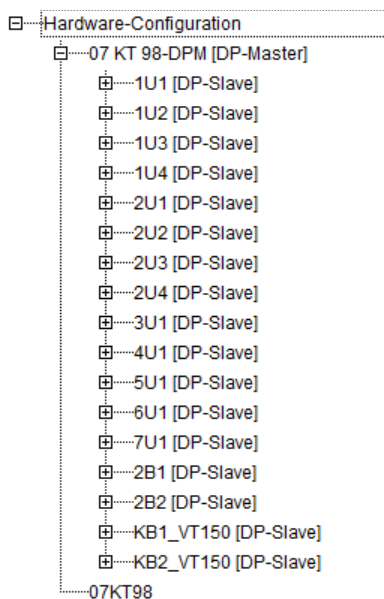 Hardware-Configuration
07 KT 98-DPM [DP-Master]
1U1 [DP-Slave]
1U2 [DP-Slave]
1U3 [DP-Slave]
1U4 [DP-Slave]
2U1 [DP-Slave]
2U2 [DP-Slave]
2U3 [DP-Slave]
2U4 [DP-Slave]
3U1 [DP-Slave]
4U1 [DP-Slave]
5U1 [DP-Slave]
6U1 [DP-Slave]
7U1 [DP-Slave]
2B1 [DP-Slave]
2B2 [DP-Slave]
KB1_VT150 [DP-Slave]
KB2_VT150 [DP-Slave]
07KT98